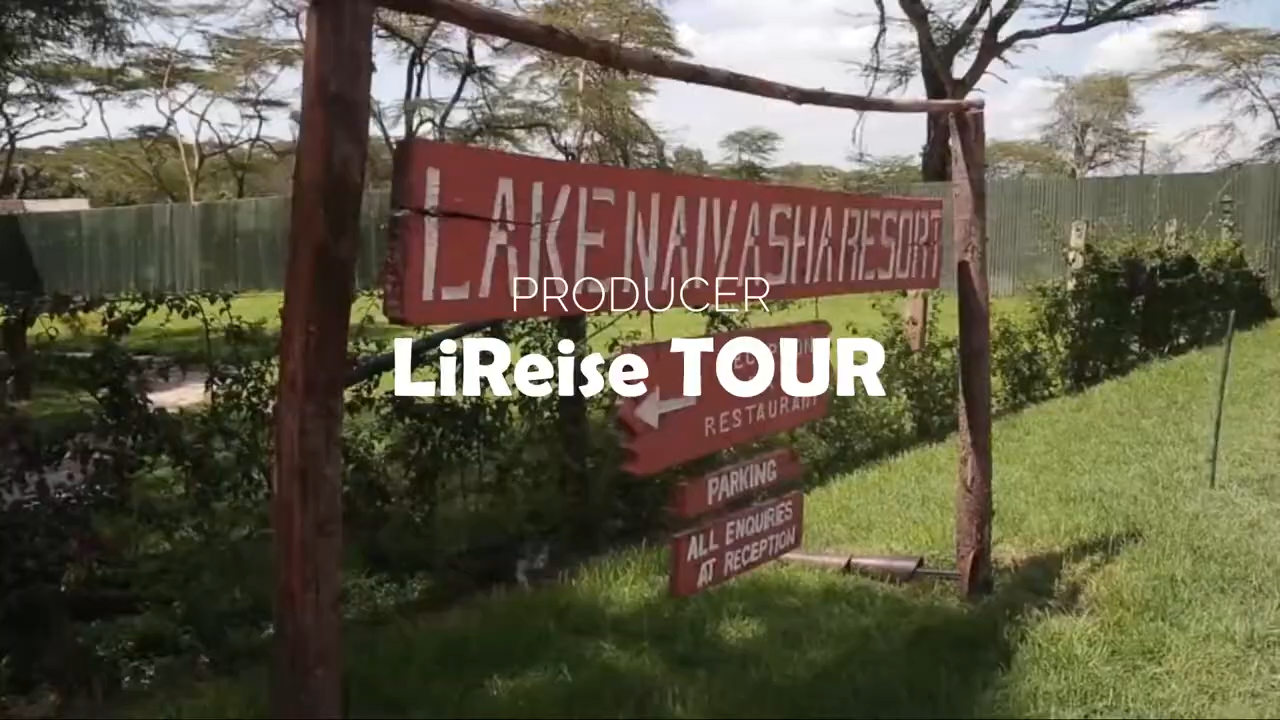 LAKE NAIVASHA RESORT
PRODUCER
LiReise TOUR
RESTAURANT
PARKING
ALL ENQUIRIES
AT RECEPTION